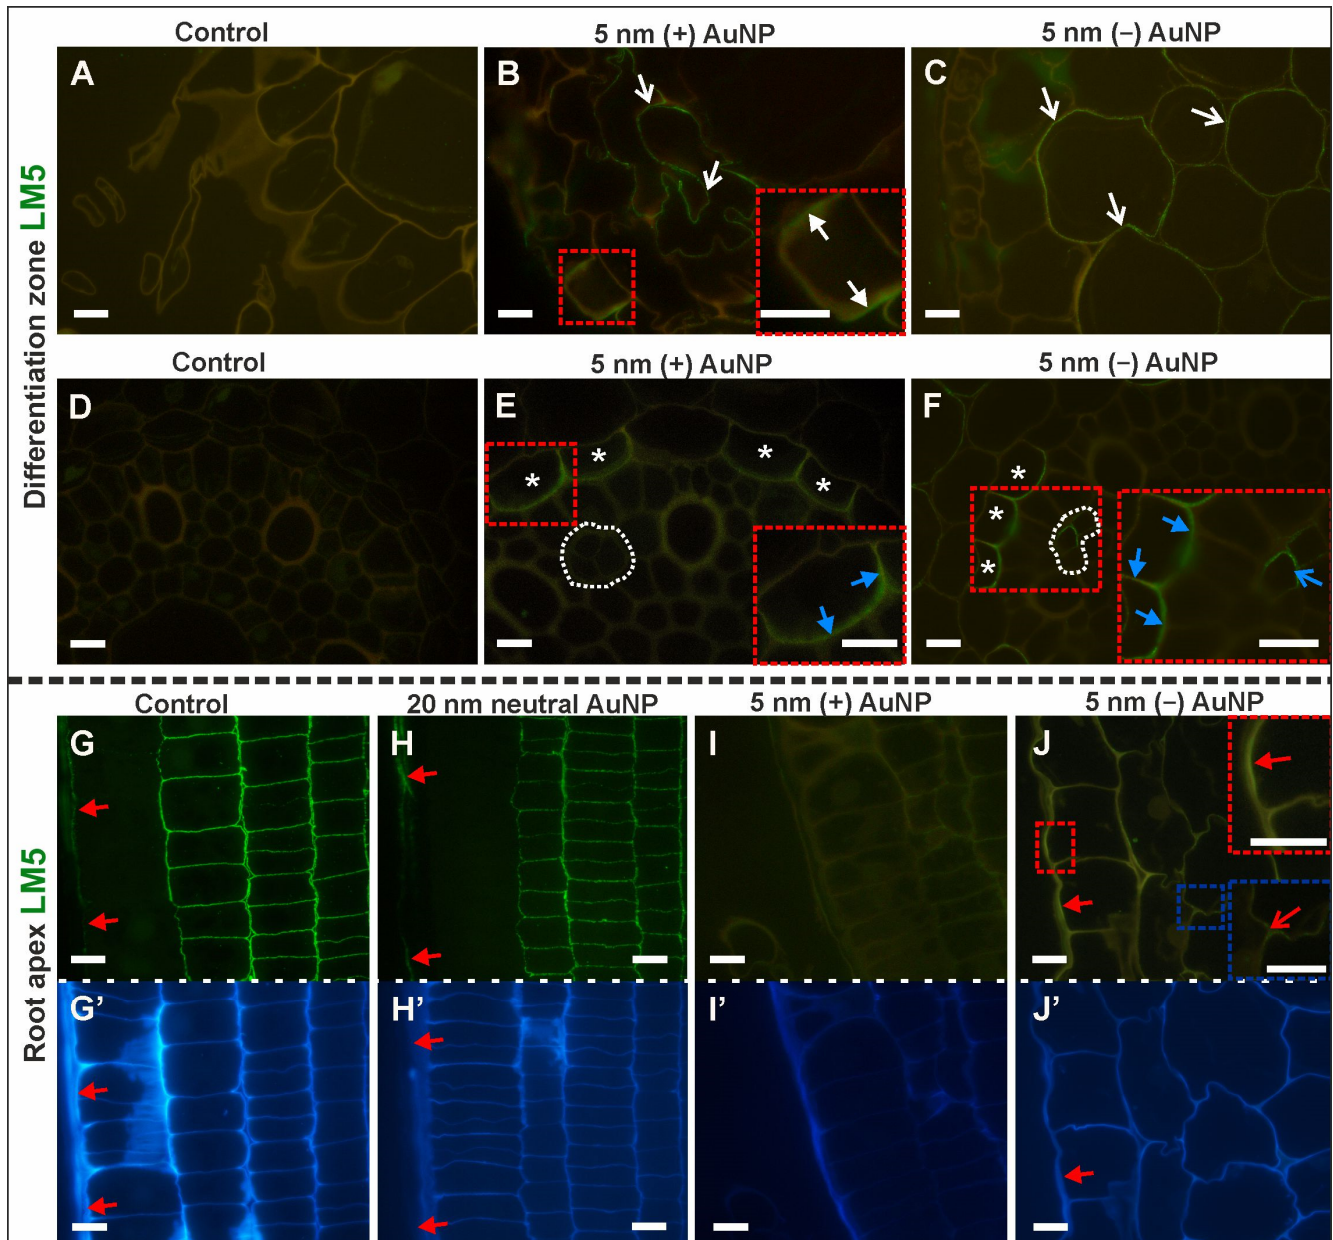 Differentiation zone LM5
Control
5 nm (+) AuNP
5 nm (−) AuNP
A
B
C
Control
5 nm (+) AuNP
5 nm (−) AuNP
D
E
F
*
*
*
*
*
*
*
Root apex LM5
Control
20 nm neutral AuNP
5 nm (+) AuNP
5 nm (−) AuNP
G
H
I
J
G’
H’
I’
J’